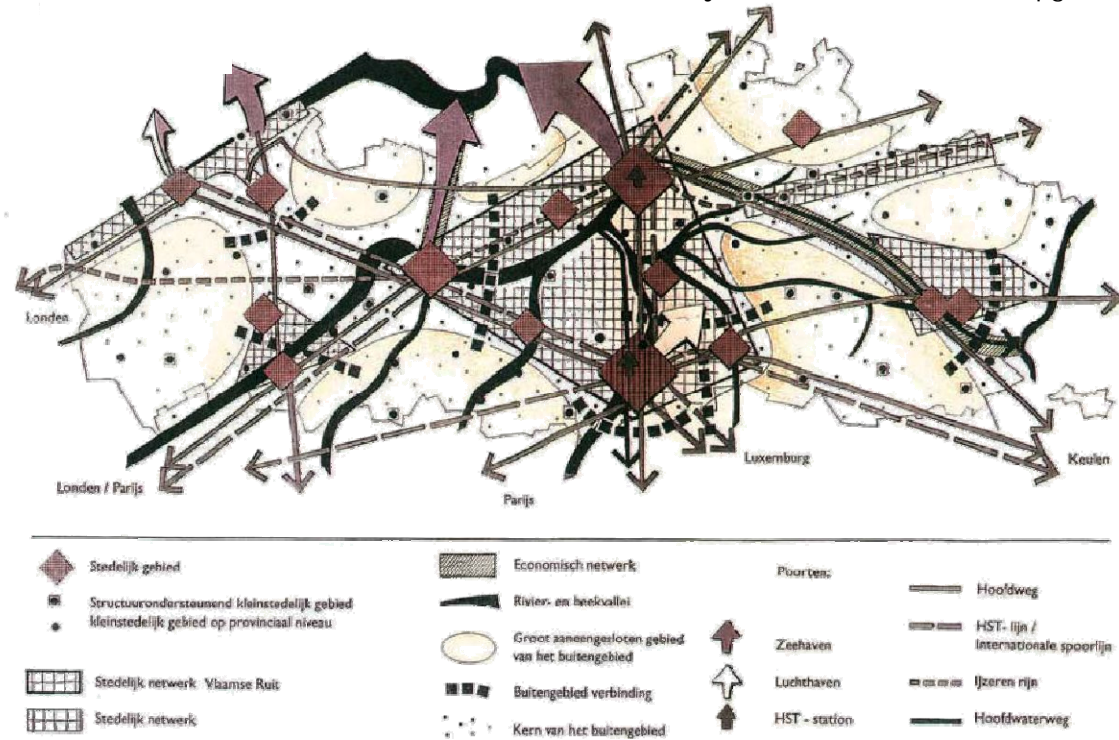 Londen
Londen / Parijs
Parijs
Luxemburg
Keulen
Stedelijk gebied
Structuurondersteunend kleinstedelijk gebied
kleinstedelijk gebied op provinciaal niveau
Stedelijk netwerk Vlaamse Ruit
Stedelijk netwerk
Economisch netwerk
Rivier- en beekvallei
Groot aaneengesloten gebied
van het buitengebied
Buitengebied verbinding
Kern van het buitengebied
Poorten:
Zeehaven
Luchthaven
HST - station
Hoofdweg
HST- lijn /
Internationale spoorlijn
IJzeren rijn
Hoofdwaterweg